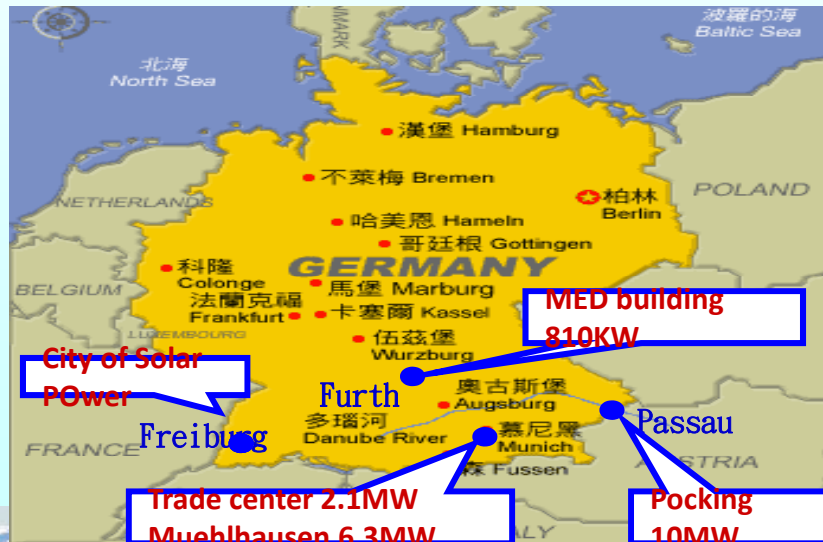 NMARK
波羅的海
Baltic Sea
北海
North Sea
漢堡 Hamburg
不萊梅 Bremen
NETHERLANDS
柏林
Berlin
POLAND
哈美恩 Hameln
哥廷根 Gottingen
科隆
Colonge
GERMANY
BELGIUM
馬堡 Marburg
法蘭克福
Frankfurt
卡塞爾 Kassel
MED building
810KW
LUXEMBOURG
伍茲堡
Wurzburg
City of Solar
POwer
Furth
奧古斯堡
Augsburg
Freiburg
多瑙河
Danube River
慕尼黑
Munich
Passau
FRANCE
STRIA
森 Fussen
Trade center 2.1MW
Muehlhausen 6.3MW
Pocking
10MW
ALY